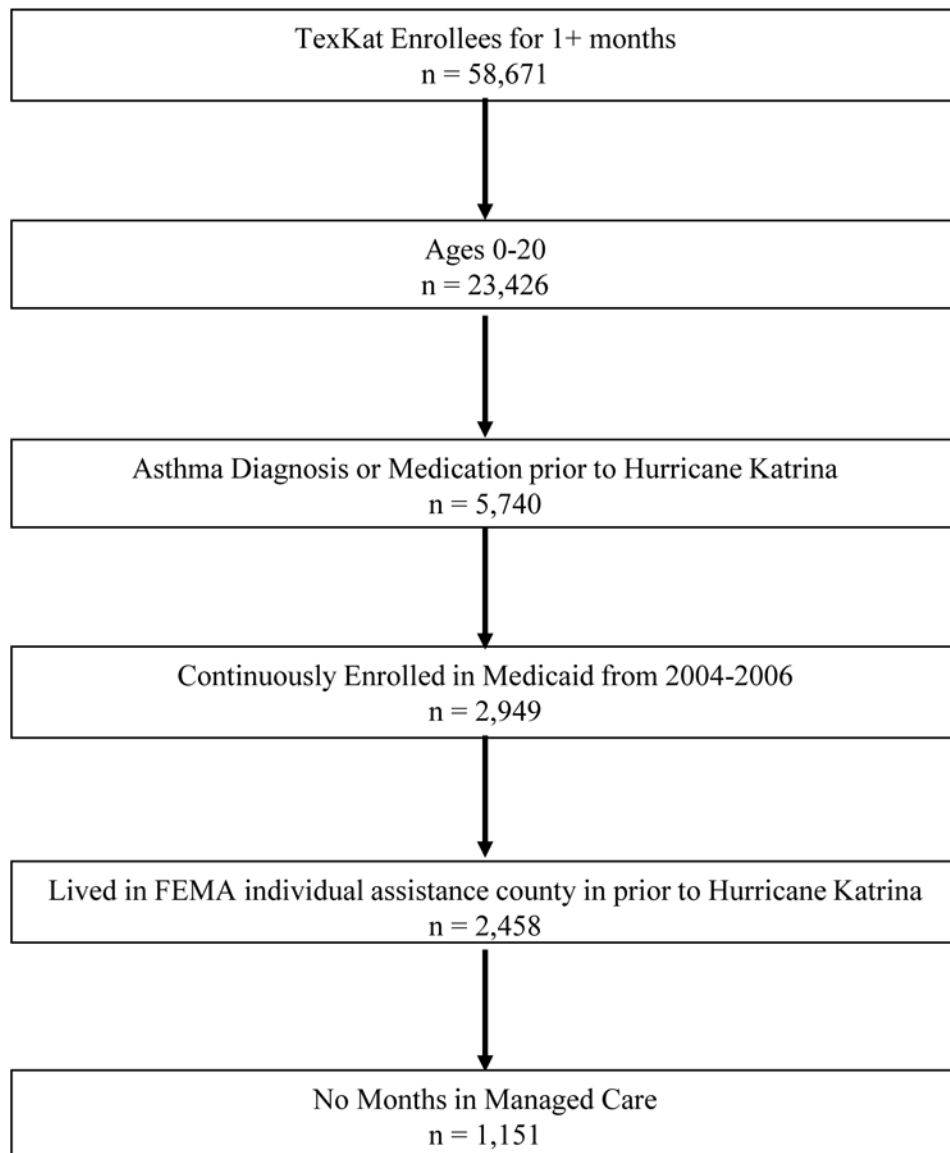 TexKat Enrollees for 1+ months
n = 58,671
Ages 0-20
n = 23,426
Asthma Diagnosis or Medication prior to Hurricane Katrina
n = 5,740
Continuously Enrolled in Medicaid from 2004-2006
n = 2,949
Lived in FEMA individual assistance county in prior to Hurricane Katrina
n = 2,458
No Months in Managed Care
n = 1,151